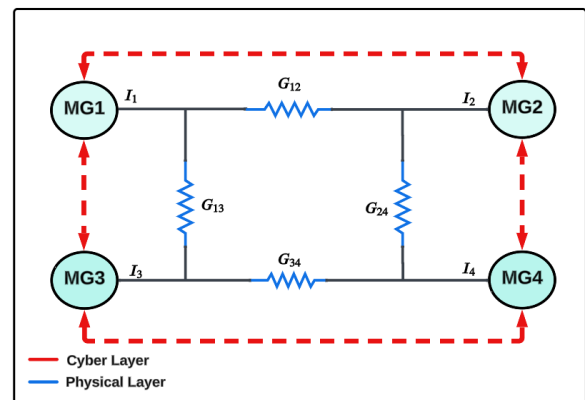 MG1
I₁
G₁₂
I₂
MG2
G₁₃
G₂₄
MG3
I₃
G₃₄
I₄
MG4
Cyber Layer
Physical Layer